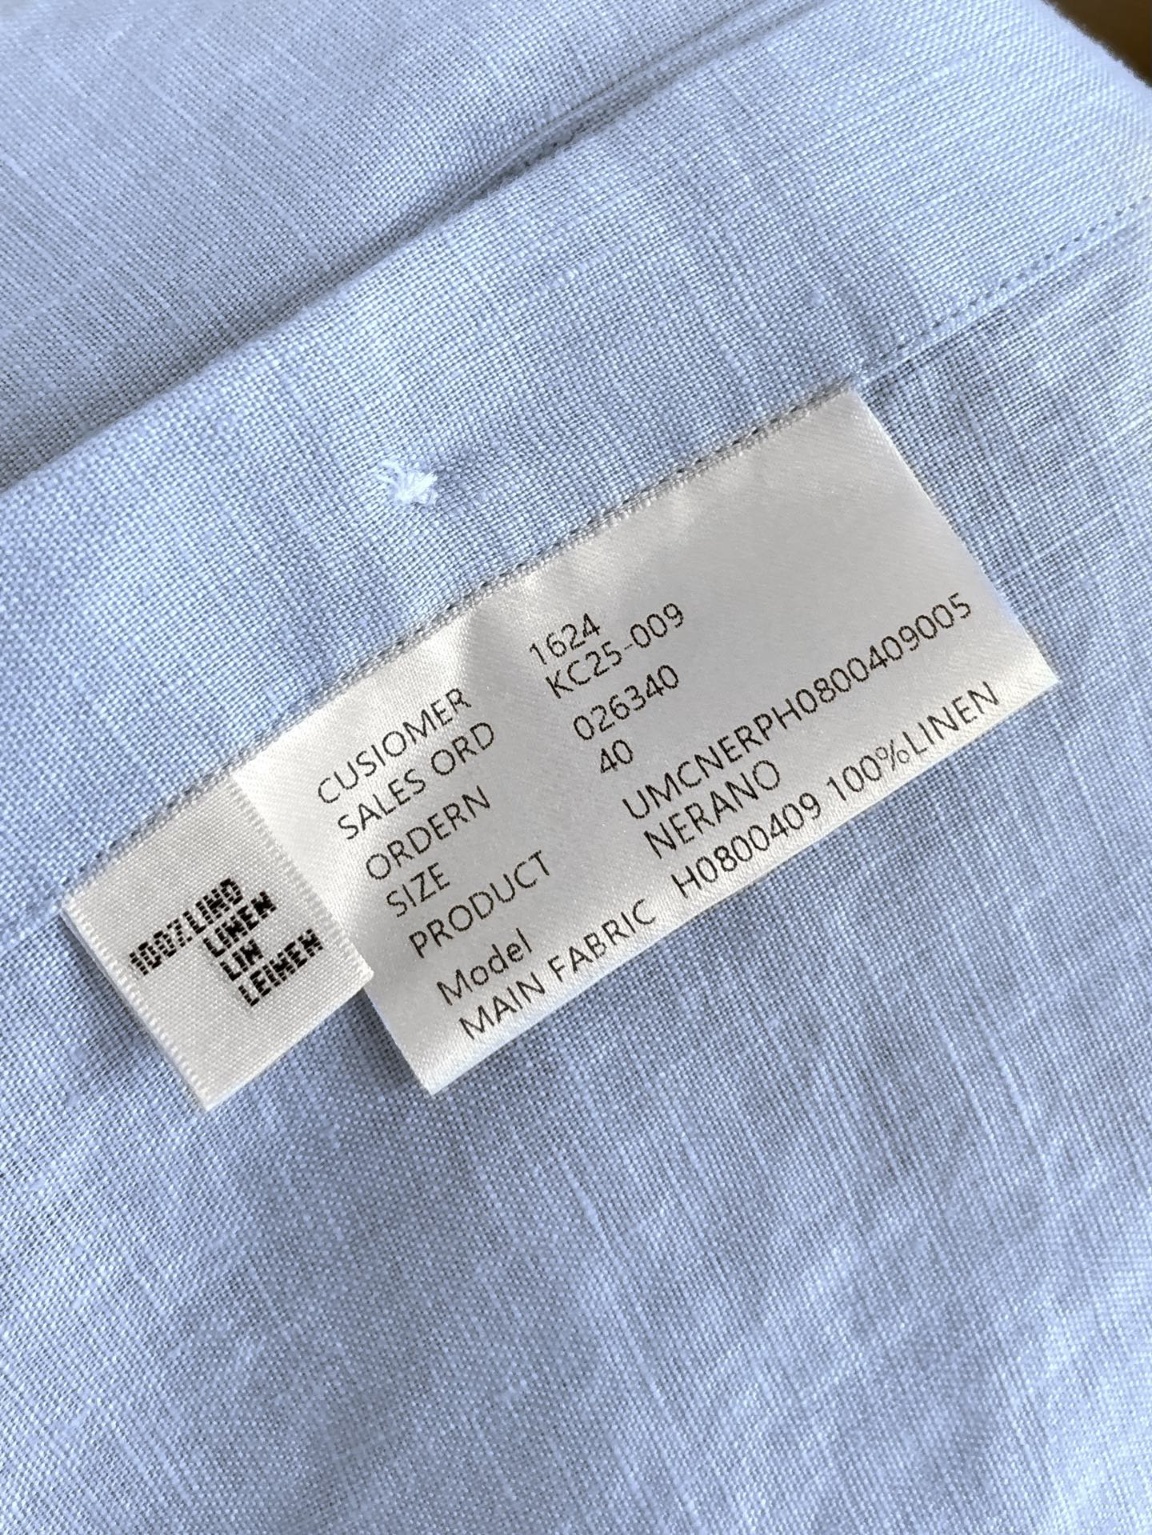 CUSIOMER 1624
SALES ORD KC25-009
ORDERN 026340
SIZE 40
PRODUCT UMCNERPH0800409005
Model NERANO
MAIN FABRIC H0800409 100%LINEN
100%LINO
LINEN
LIN
LEINEN